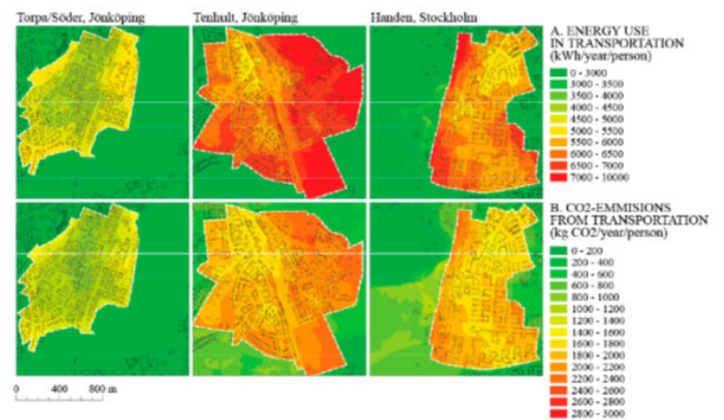 Torpa/Söder, Jönköping
Tenhult, Jönköping
Handen, Stockholm
A. ENERGY USE
IN TRANSPORTATION
(kWh/year/person)
0 - 3000
3000 - 3500
3500 - 4000
4000 - 4500
4500 - 5000
5000 - 5500
5500 - 6000
6000 - 6500
6500 - 7000
7000 - 10000
B. CO2-EMMISIONS
FROM TRANSPORTATION
(kg CO2/year/person)
0 - 200
200 - 400
400 - 600
600 - 800
800 - 1000
1000 - 1200
1200 - 1400
1400 - 1600
1600 - 1800
1800 - 2000
2000 - 2200
2200 - 2400
2400 - 2600
2600 - 2800
2800 - 3000
0 400 800 m